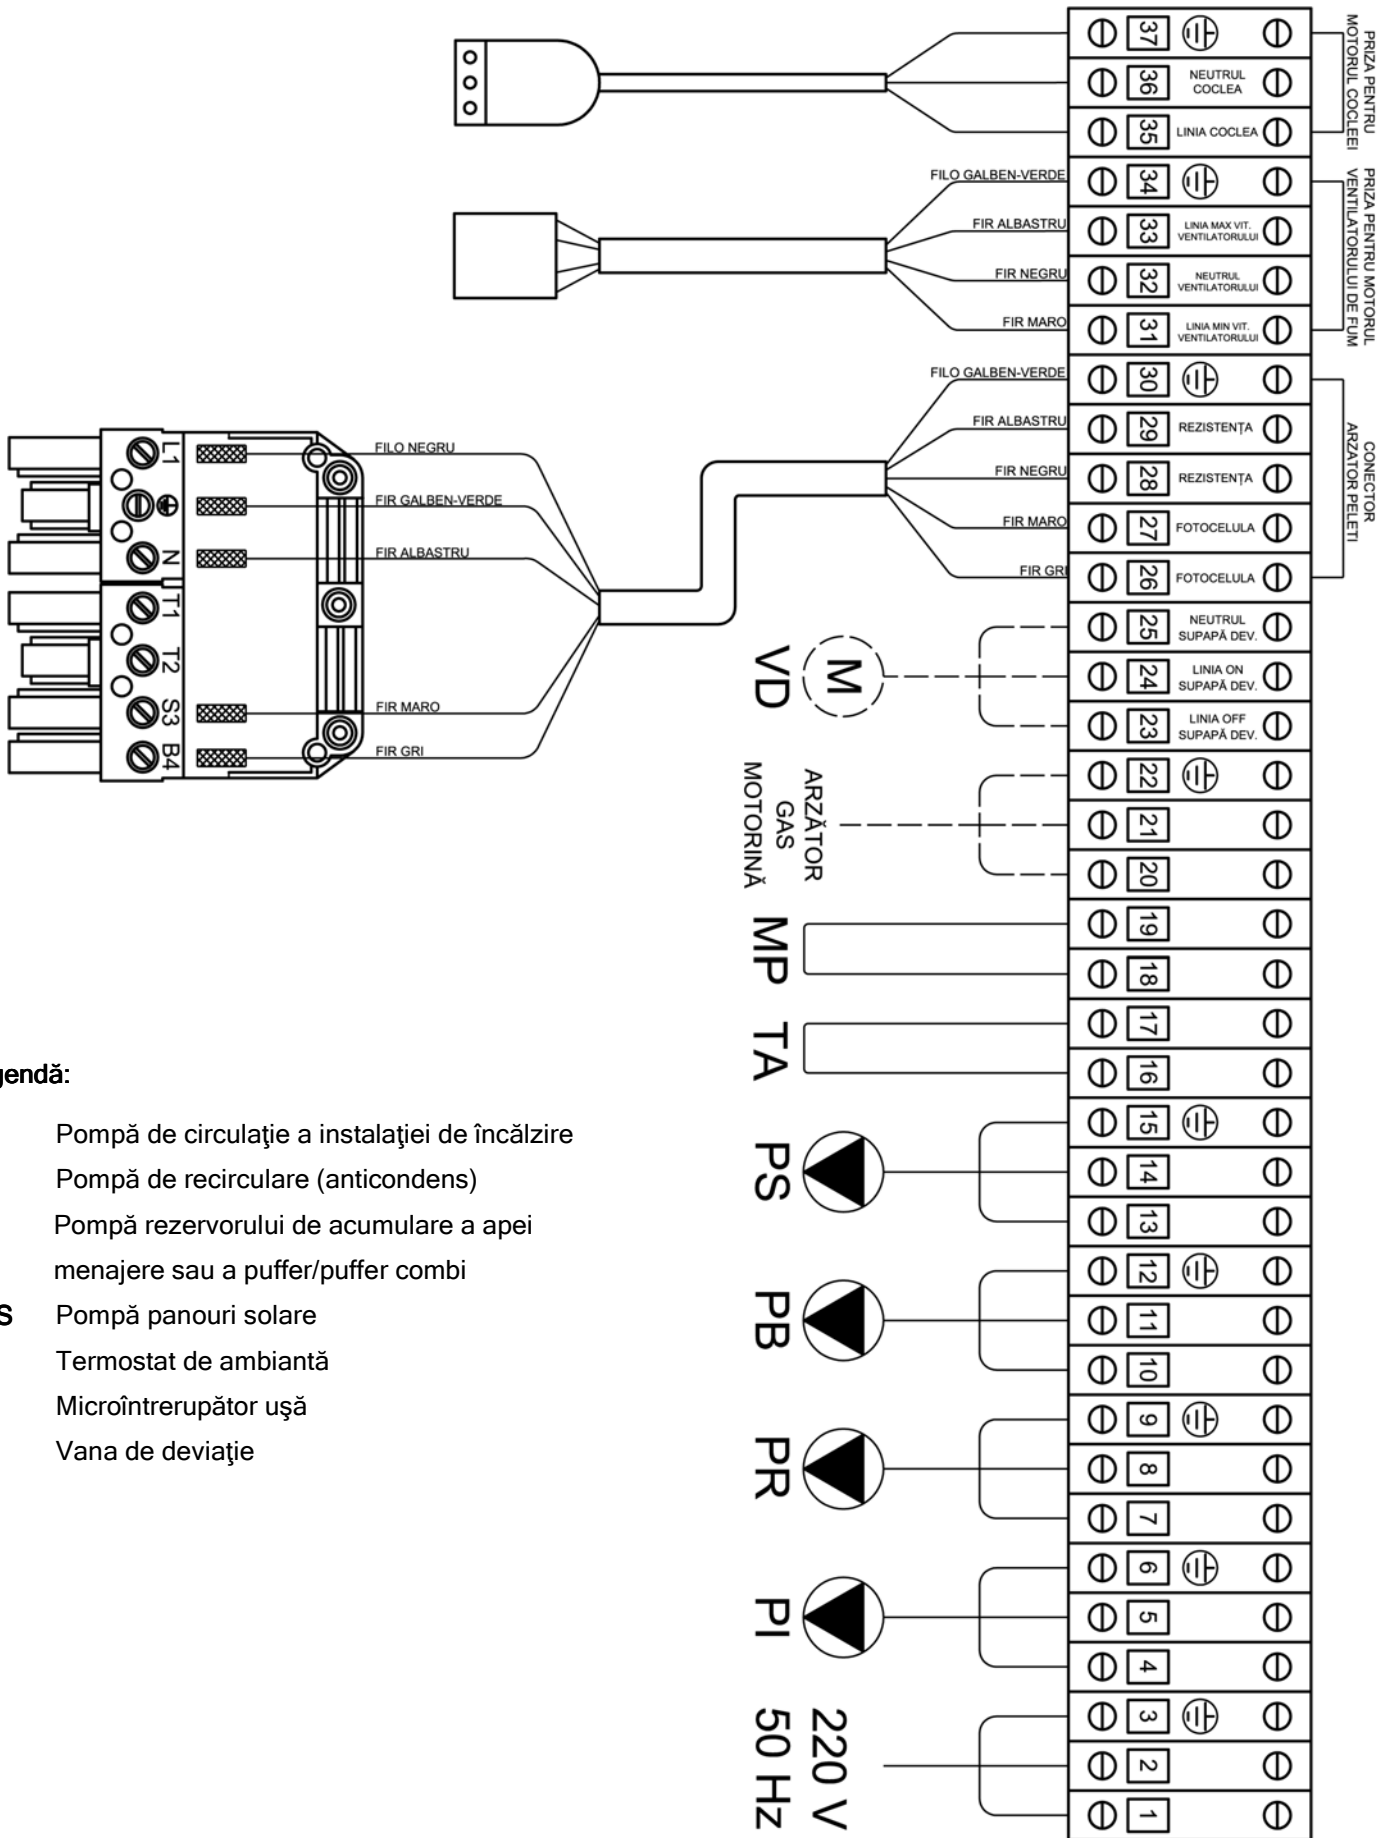 PRIZA PENTRU
MOTORUL COCLEEI
37
36 NEUTRUL
COCLEA
35 LINIA COCLEA
PRIZA PENTRU MOTORUL
VENTILATORULUI DE FUM
FILO GALBEN-VERDE 34
FIR ALBASTRU 33 LINIA MAX VIT.
VENTILATORULUI
FIR NEGRU 32 NEUTRUL
VENTILATORULUI
FIR MARO 31 LINIA MIN VIT.
VENTILATORULUI
CONECTOR
ARZATOR PELETI
FILO GALBEN-VERDE 30
FIR ALBASTRU 29 REZISTENȚA
FIR NEGRU 28 REZISTENȚA
FIR MARO 27 FOTOCELULA
FIR GRI 26 FOTOCELULA
L1 FILO NEGRU
FIR GALBEN-VERDE
N FIR ALBASTRU
T1
T2
S3 FIR MARO
B4 FIR GRI
25 NEUTRUL
SUPAPĂ DEV.
VD M 24 LINIA ON
SUPAPĂ DEV.
23 LINIA OFF
SUPAPĂ DEV.
22
ARZĂTOR
GAS
MOTORINĂ
21
20
MP
19
18
TA
17
16
15
PS 14
13
12
PB 11
10
9
PR 8
7
6
PI 5
4
220 V
50 Hz
3
2
1
gendă:
Pompă de circulaţie a instalaţiei de încălzire
Pompă de recirculare (anticondens)
Pompă rezervorului de acumulare a apei
menajere sau a puffer/puffer combi
S Pompă panouri solare
Termostat de ambiantă
Microîntrerupător uşă
Vana de deviaţie